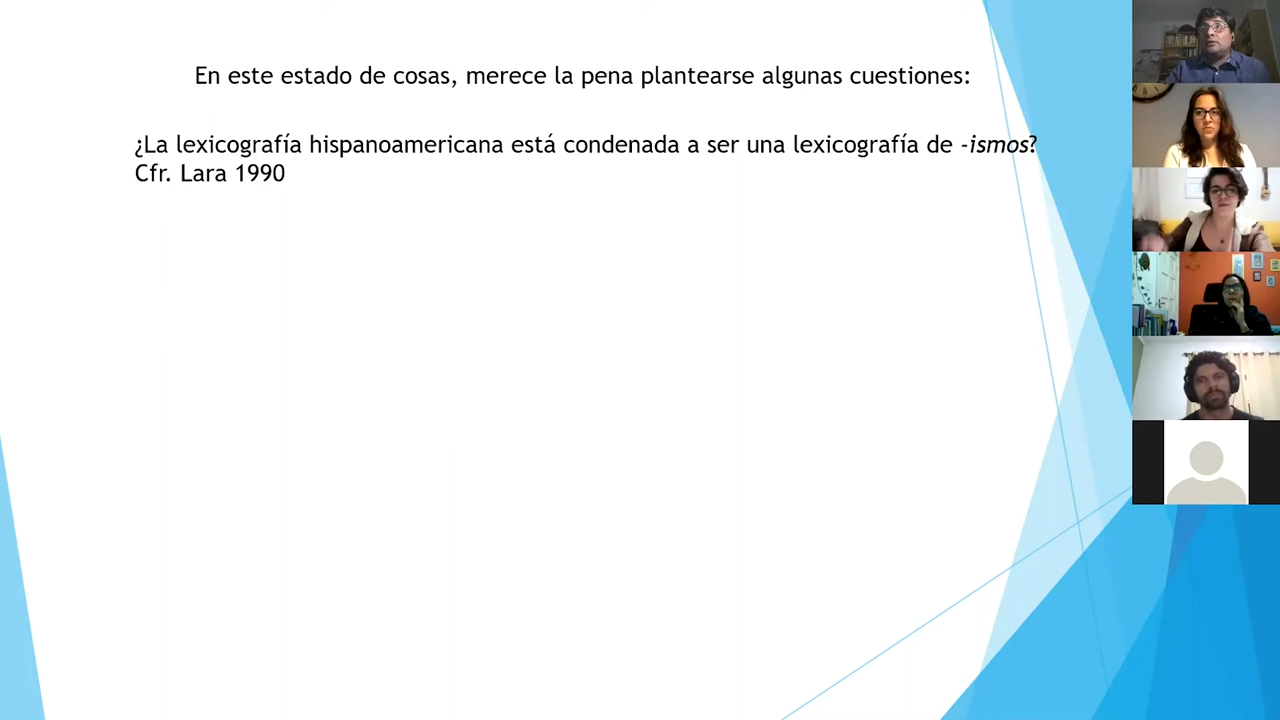 En este estado de cosas, merece la pena plantearse algunas cuestiones:
¿La lexicografía hispanoamericana está condenada a ser una lexicografía de -ismos?
Cfr. Lara 1990